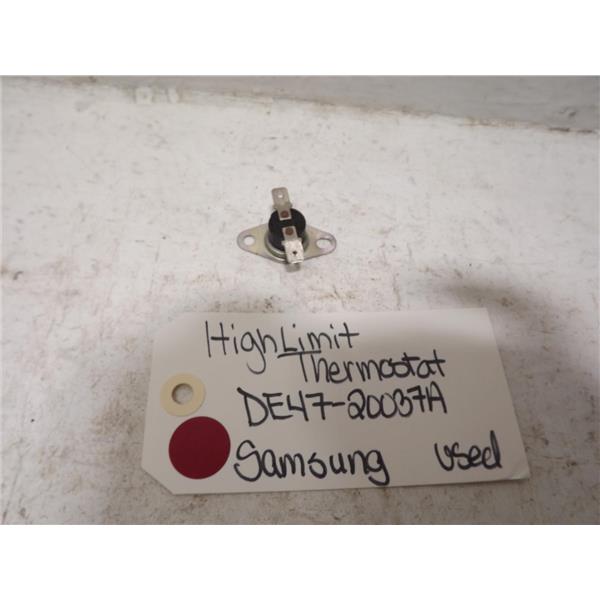 High Limit
Thermostat
DE47-20037A
Samsung used